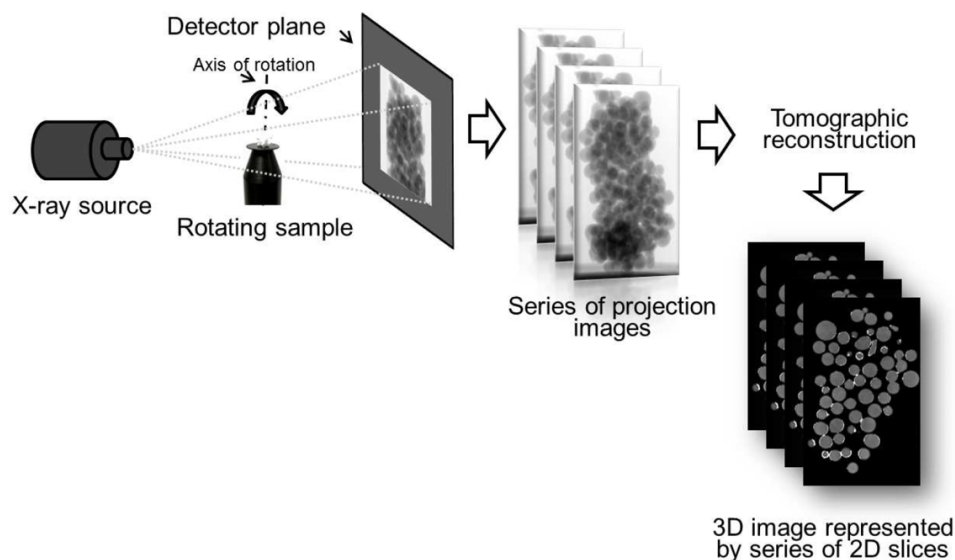 Detector plane
Axis of rotation
X-ray source
Rotating sample
Series of projection
images
Tomographic
reconstruction
3D image represented
by series of 2D slices